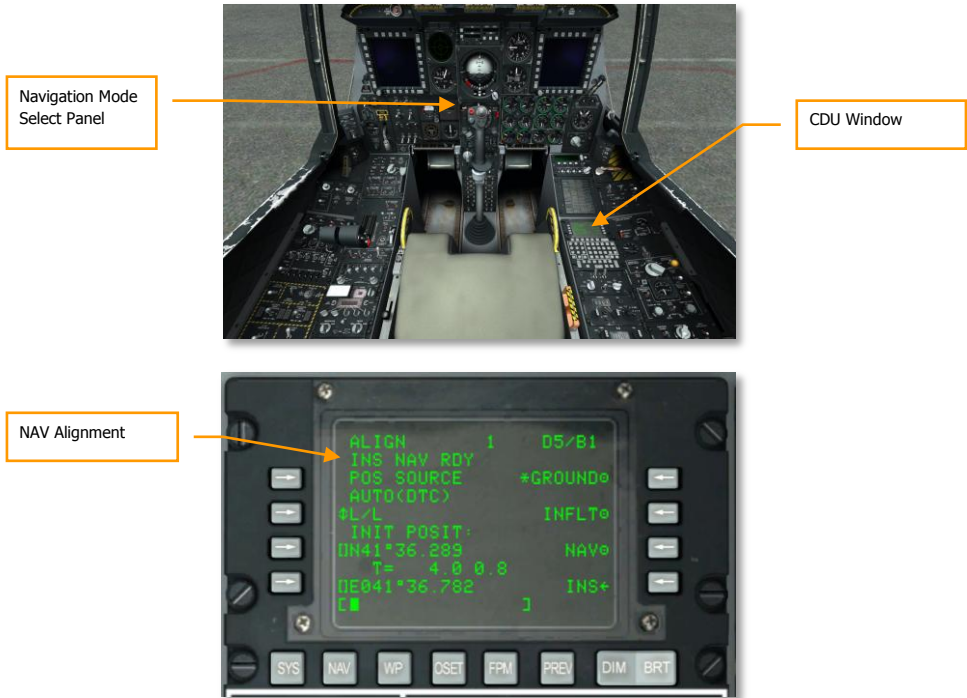 Navigation Mode
Select Panel
CDU Window
NAV Alignment
ALIGN 1 D5/B1
INS NAV RDY
POS SOURCE *GROUND⊙
AUTO(DTC)
⇕L/L INFLT⊙
INIT POSIT:
[]N41°36.289 NAV⊙
T= 4.0 0.8
[]E041°36.782 INS←
[ ]
SYS NAV WP OSET FPM PREV DIM BRT